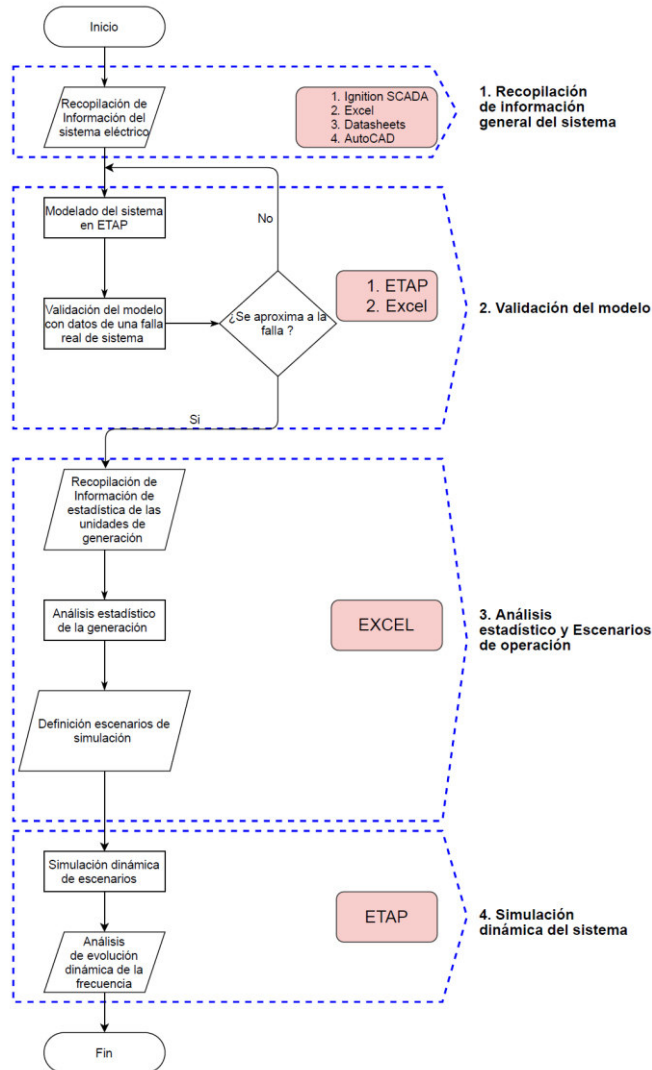 Inicio
Recopilación de
Información del
sistema eléctrico
1. Ignition SCADA
2. Excel
3. Datasheets
4. AutoCAD
1. Recopilación
de información
general del sistema
Modelado del sistema
en ETAP
No
Validación del modelo
con datos de una falla
real de sistema
¿Se aproxima a la
falla ?
1. ETAP
2. Excel
2. Validación del modelo
Si
Recopilación de
Información de
estadística de las
unidades de
generación
Análisis estadístico
de la generación
EXCEL
3. Análisis
estadístico y Escenarios
de operación
Definición escenarios de
simulación
Simulación dinámica
de escenarios
ETAP
4. Simulación
dinámica del sistema
Análisis
de evolución
dinámica de la
frecuencia
Fin